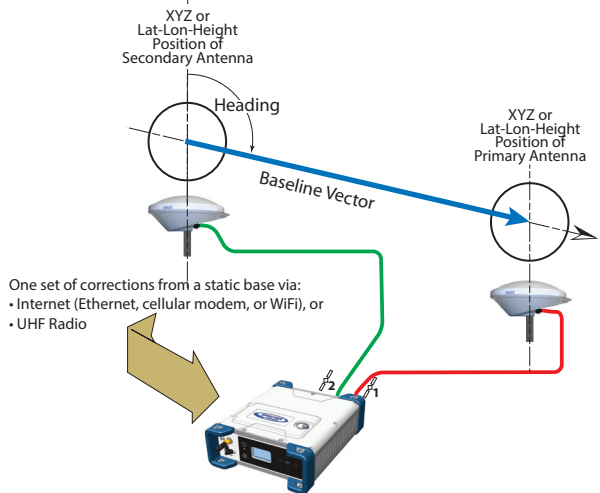 XYZ or
Lat-Lon-Height
Position of
Secondary Antenna
Heading
XYZ or
Lat-Lon-Height
Position of
Primary Antenna
Baseline Vector
One set of corrections from a static base via:
• Internet (Ethernet, cellular modem, or WiFi), or
• UHF Radio
2
1